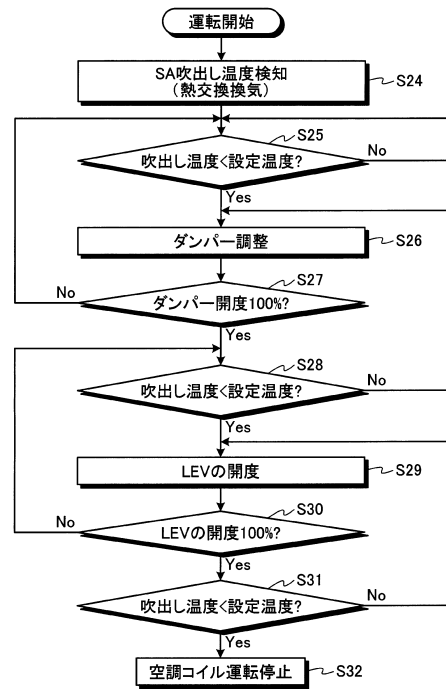 運転開始
SA吹出し温度検知
(熱交換換気)
S24
S25
吹出し温度<設定温度?
No
Yes
ダンパー調整
S26
S27
No
ダンパー開度100%?
Yes
S28
吹出し温度<設定温度?
No
Yes
LEVの開度
S29
S30
No
LEVの開度100%?
Yes
S31
吹出し温度<設定温度?
No
Yes
空調コイル運転停止
S32